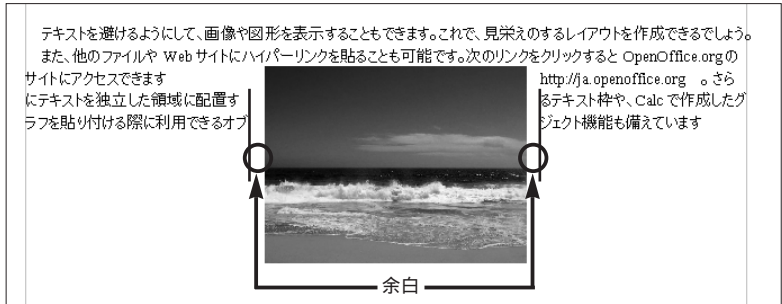 テキストを避けるようにして、画像や図形を表示することもできます。これで、見栄えのするレイアウトを作成できるでしょう。
また、他のファイルや Web サイトにハイパーリンクを貼ることも可能です。次のリンクをクリックすると OpenOffice.orgの
サイトにアクセスできます http://ja.openoffice.org 。さら
にテキストを独立した領域に配置す るテキスト枠や、Calc で作成したグ
ラフを貼り付ける際に利用できるオブ ジェクト機能も備えています
余白